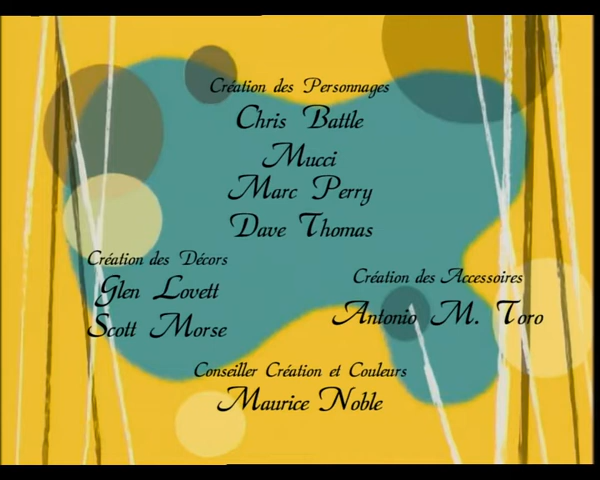 Création des Personnages
Chris Battle
Mucci
Marc Perry
Dave Thomas
Création des Décors
Glen Lovett
Scott Morse
Création des Accessoires
Antonio M. Toro
Conseiller Création et Couleurs
Maurice Noble